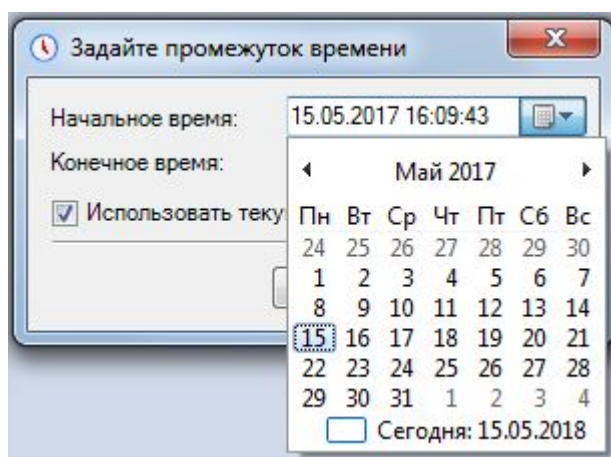 Задайте промежуток времени
Начальное время: 15.05.2017 16:09:43
Конечное время:
Май 2017
Использовать теку
Пн Вт Ср Чт Пт Сб Вс
24 25 26 27 28 29 30
1 2 3 4 5 6 7
8 9 10 11 12 13 14
15 16 17 18 19 20 21
22 23 24 25 26 27 28
29 30 31 1 2 3 4
Сегодня: 15.05.2018